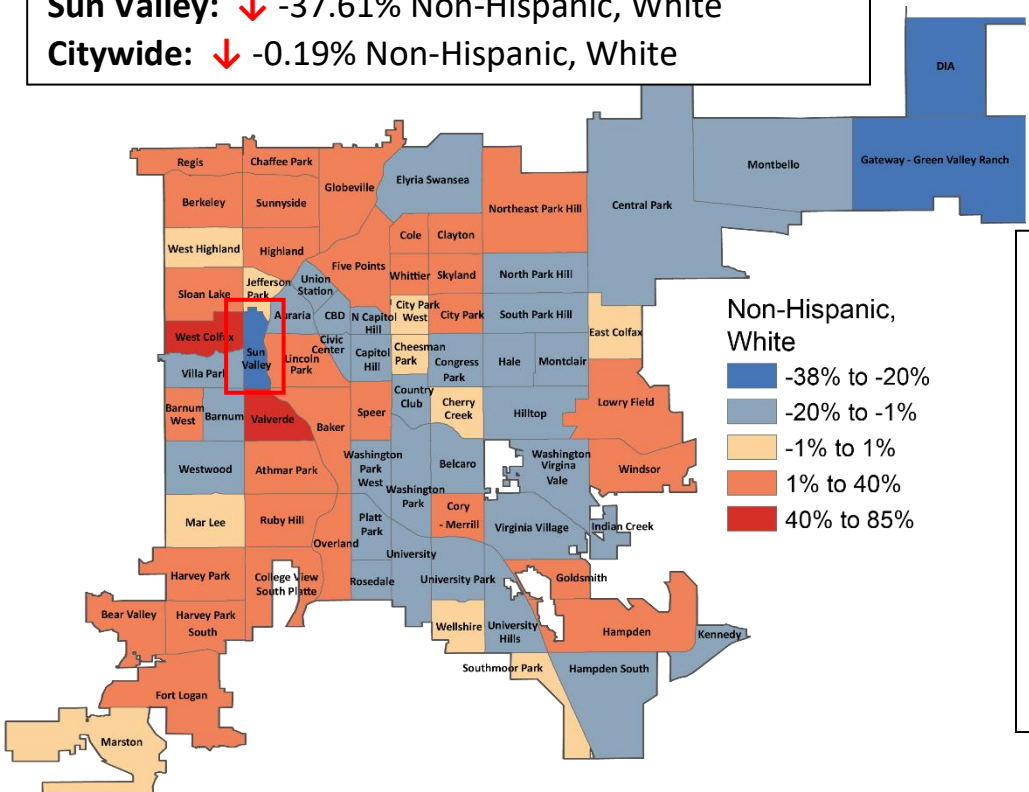 Sun Valley: ↓ -37.61% Non-Hispanic, White
Citywide: ↓ -0.19% Non-Hispanic, White
DIA
Gateway - Green Valley Ranch
Montbello
Central Park
Regis
Chaffee Park
Globeville
Elyria Swansea
Berkeley
Sunnyside
Northeast Park Hill
West Highland
Highland
Cole
Clayton
Five Points
Whittier
Skyland
North Park Hill
Sloan Lake
Jefferson
Park
Union
Station
Auraria
CBD
N Capitol
Hill
City Park
West
City Park
South Park Hill
East Colfax
West Colfax
Sun
Valley
Lincoln
Park
Civic
Center
Capitol
Hill
Cheesman
Park
Congress
Park
Hale
Montclair
Villa Park
Barnum
West
Barnum
Valverde
Baker
Speer
Country
Club
Cherry
Creek
Hilltop
Lowry Field
Westwood
Athmar Park
Washington
Park
West
Washington
Park
Belcaro
Washington
Virgina
Vale
Windsor
Mar Lee
Ruby Hill
Overland
Platt
Park
Cory
- Merrill
Virginia Village
Indian Creek
University
Harvey Park
College View
South Platte
Rosedale
University Park
Goldsmith
Bear Valley
Harvey Park
South
Wellshire
University
Hills
Hampden
Kennedy
Southmoor Park
Hampden South
Fort Logan
Marston
Non-Hispanic,
White
-38% to -20%
-20% to -1%
-1% to 1%
1% to 40%
40% to 85%